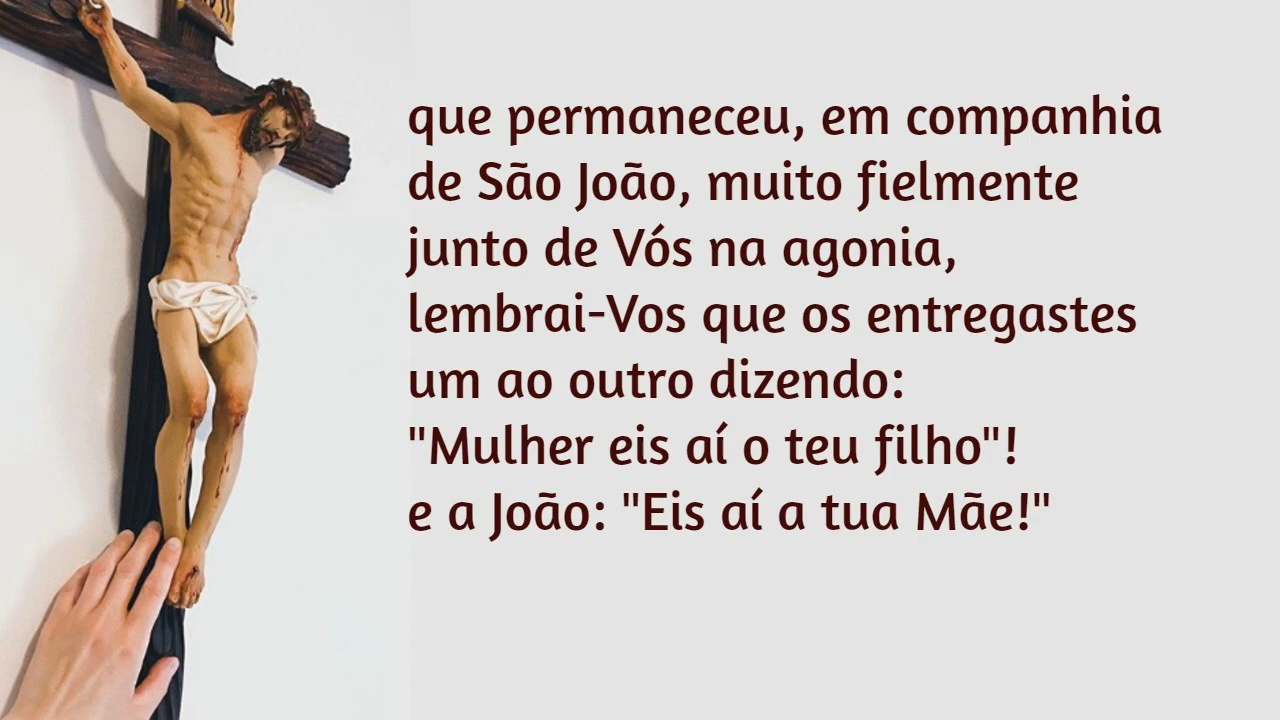 que permaneceu, em companhia
de São João, muito fielmente
junto de Vós na agonia,
lembrai-Vos que os entregastes
um ao outro dizendo:
"Mulher eis aí o teu filho"!
e a João: "Eis aí a tua Mãe!"